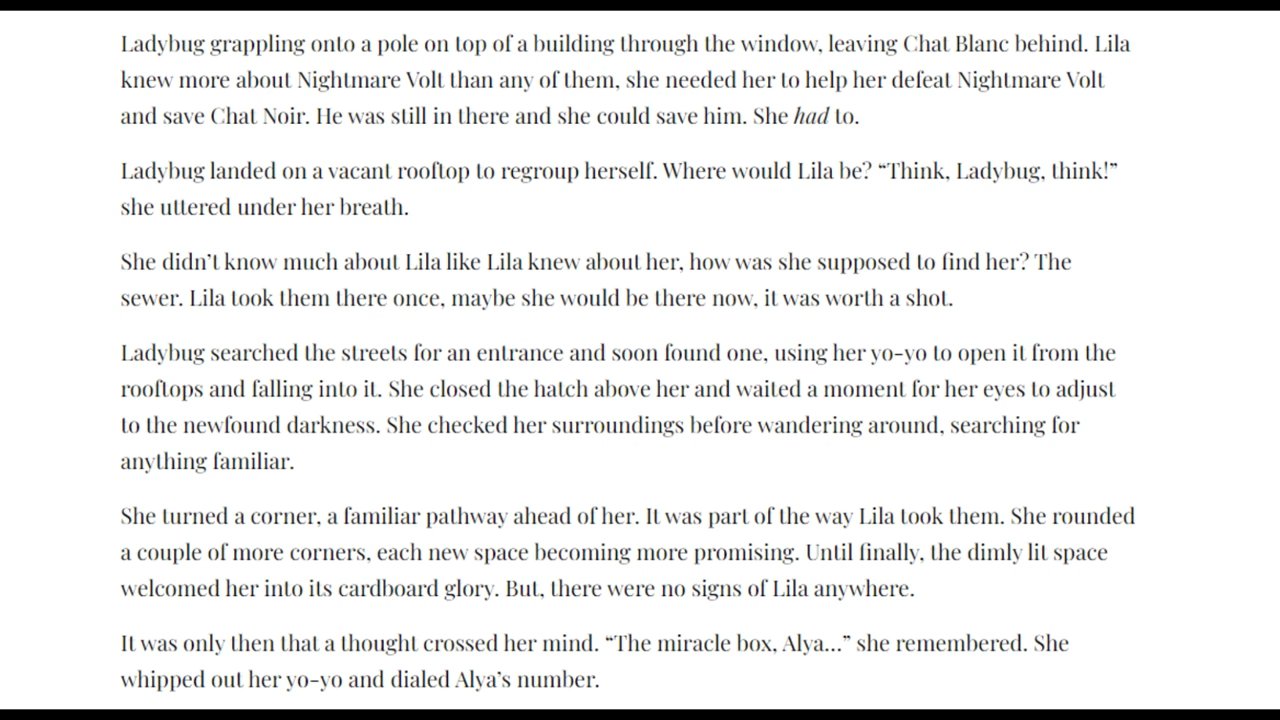 Ladybug grappling onto a pole on top of a building through the window, leaving Chat Blanc behind. Lila
knew more about Nightmare Volt than any of them, she needed her to help her defeat Nightmare Volt
and save Chat Noir. He was still in there and she could save him. She had to.
Ladybug landed on a vacant rooftop to regroup herself. Where would Lila be? “Think, Ladybug, think!”
she uttered under her breath.
She didn’t know much about Lila like Lila knew about her, how was she supposed to find her? The
sewer. Lila took them there once, maybe she would be there now, it was worth a shot.
Ladybug searched the streets for an entrance and soon found one, using her yo-yo to open it from the
rooftops and falling into it. She closed the hatch above her and waited a moment for her eyes to adjust
to the newfound darkness. She checked her surroundings before wandering around, searching for
anything familiar.
She turned a corner, a familiar pathway ahead of her. It was part of the way Lila took them. She rounded
a couple of more corners, each new space becoming more promising. Until finally, the dimly lit space
welcomed her into its cardboard glory. But, there were no signs of Lila anywhere.
It was only then that a thought crossed her mind. “The miracle box, Alya...” she remembered. She
whipped out her yo-yo and dialed Alya’s number.